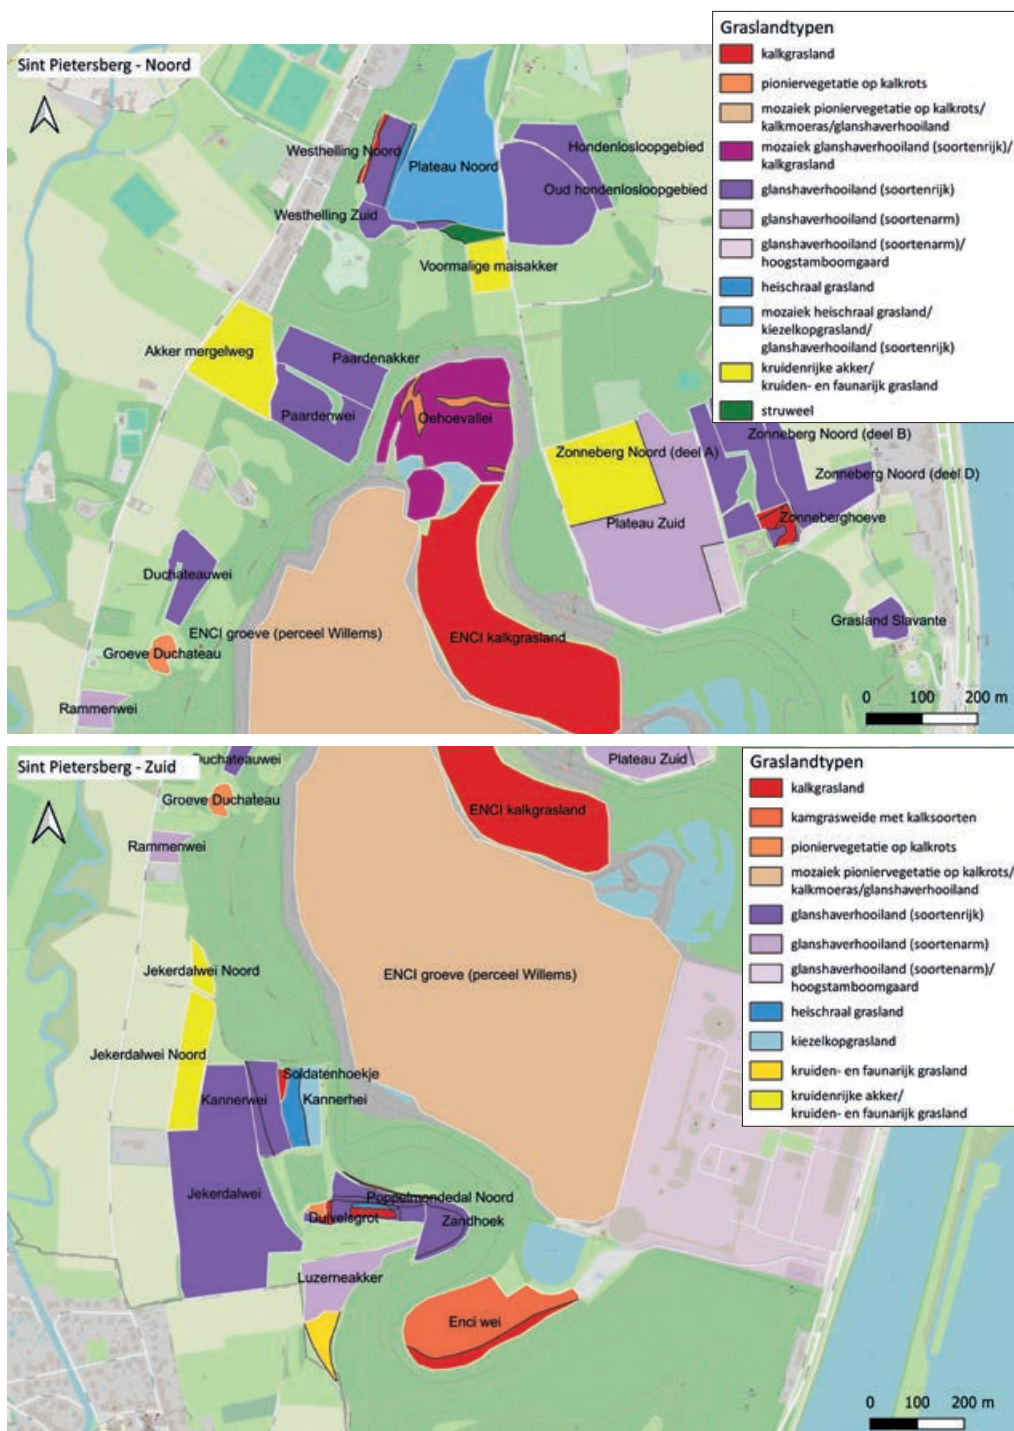 Sint Pietersberg - Noord
Graslandtypen
kalkgrasland
pioniervegetatie op kalkrots
mozaiek pioniervegetatie op kalkrots/
kalkmoeras/glanshaverhooiland
mozaiek glanshaverhooiland (soortenrijk)/
kalkgrasland
glanshaverhooiland (soortenrijk)
glanshaverhooiland (soortenarm)
glanshaverhooiland (soortenarm)/
hoogstamboomgaard
heischraal grasland
mozaiek heischraal grasland/
kiezelkopgrasland/
glanshaverhooiland (soortenrijk)
kruidenrijke akker/
kruiden- en faunarijk grasland
struweel
Westhelling Noord
Plateau Noord
Hondenlosloopgebied
Oud hondenlosloopgebied
Westhelling Zuid
Voormalige maisakker
Akker mergelweg
Paardenakker
Paardenwei
Oehoevallei
Zonneberg Noord (deel A)
Zonneberg Noord (deel B)
Zonneberg Noord (deel D)
Plateau Zuid
Zonneberghoeve
Duchateauwei
ENCI groeve (perceel Willems)
ENCI kalkgrasland
Grasland Slavante
Groeve Duchateau
Rammenwei
0 100 200 m
Sint Pietersberg - Zuid
Graslandtypen
kalkgrasland
kamgrasweide met kalksoorten
pioniervegetatie op kalkrots
mozaiek pioniervegetatie op kalkrots/
kalkmoeras/glanshaverhooiland
glanshaverhooiland (soortenrijk)
glanshaverhooiland (soortenarm)
glanshaverhooiland (soortenarm)/
hoogstamboomgaard
heischraal grasland
kiezelkopgrasland
kruiden- en faunarijk grasland
kruidenrijke akker/
kruiden- en faunarijk grasland
Duchateauwei
Plateau Zuid
Groeve Duchateau
ENCI kalkgrasland
Rammenwei
Jekerdalwei Noord
ENCI groeve (perceel Willems)
Jekerdalwei Noord
Soldatenhoekje
Kannerwei
Kannerhei
Jekerdalwei
Poppelmondedal Noord
Duivelsgrot
Zandhoek
Luzerneakker
Enci wei
0 100 200 m